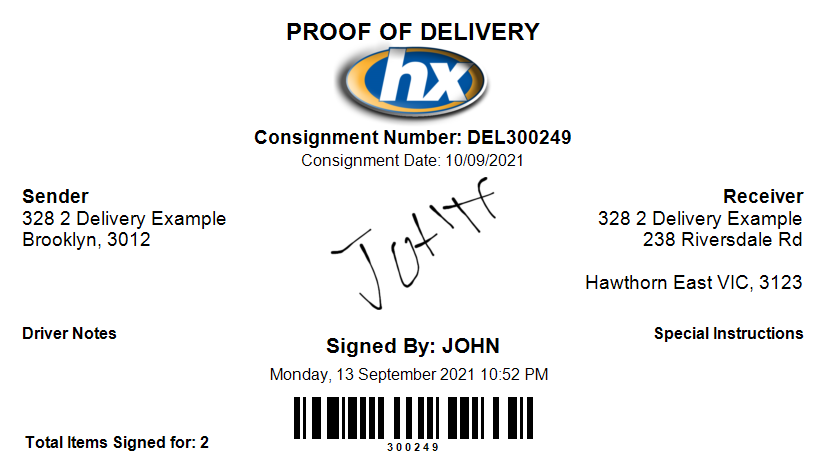 PROOF OF DELIVERY
hx
Consignment Number: DEL300249
Consignment Date: 10/09/2021
Sender
328 2 Delivery Example
Brooklyn, 3012
Receiver
328 2 Delivery Example
238 Riversdale Rd
Hawthorn East VIC, 3123
Driver Notes
Special Instructions
Signed By: JOHN
Monday, 13 September 2021 10:52 PM
300249
Total Items Signed for: 2